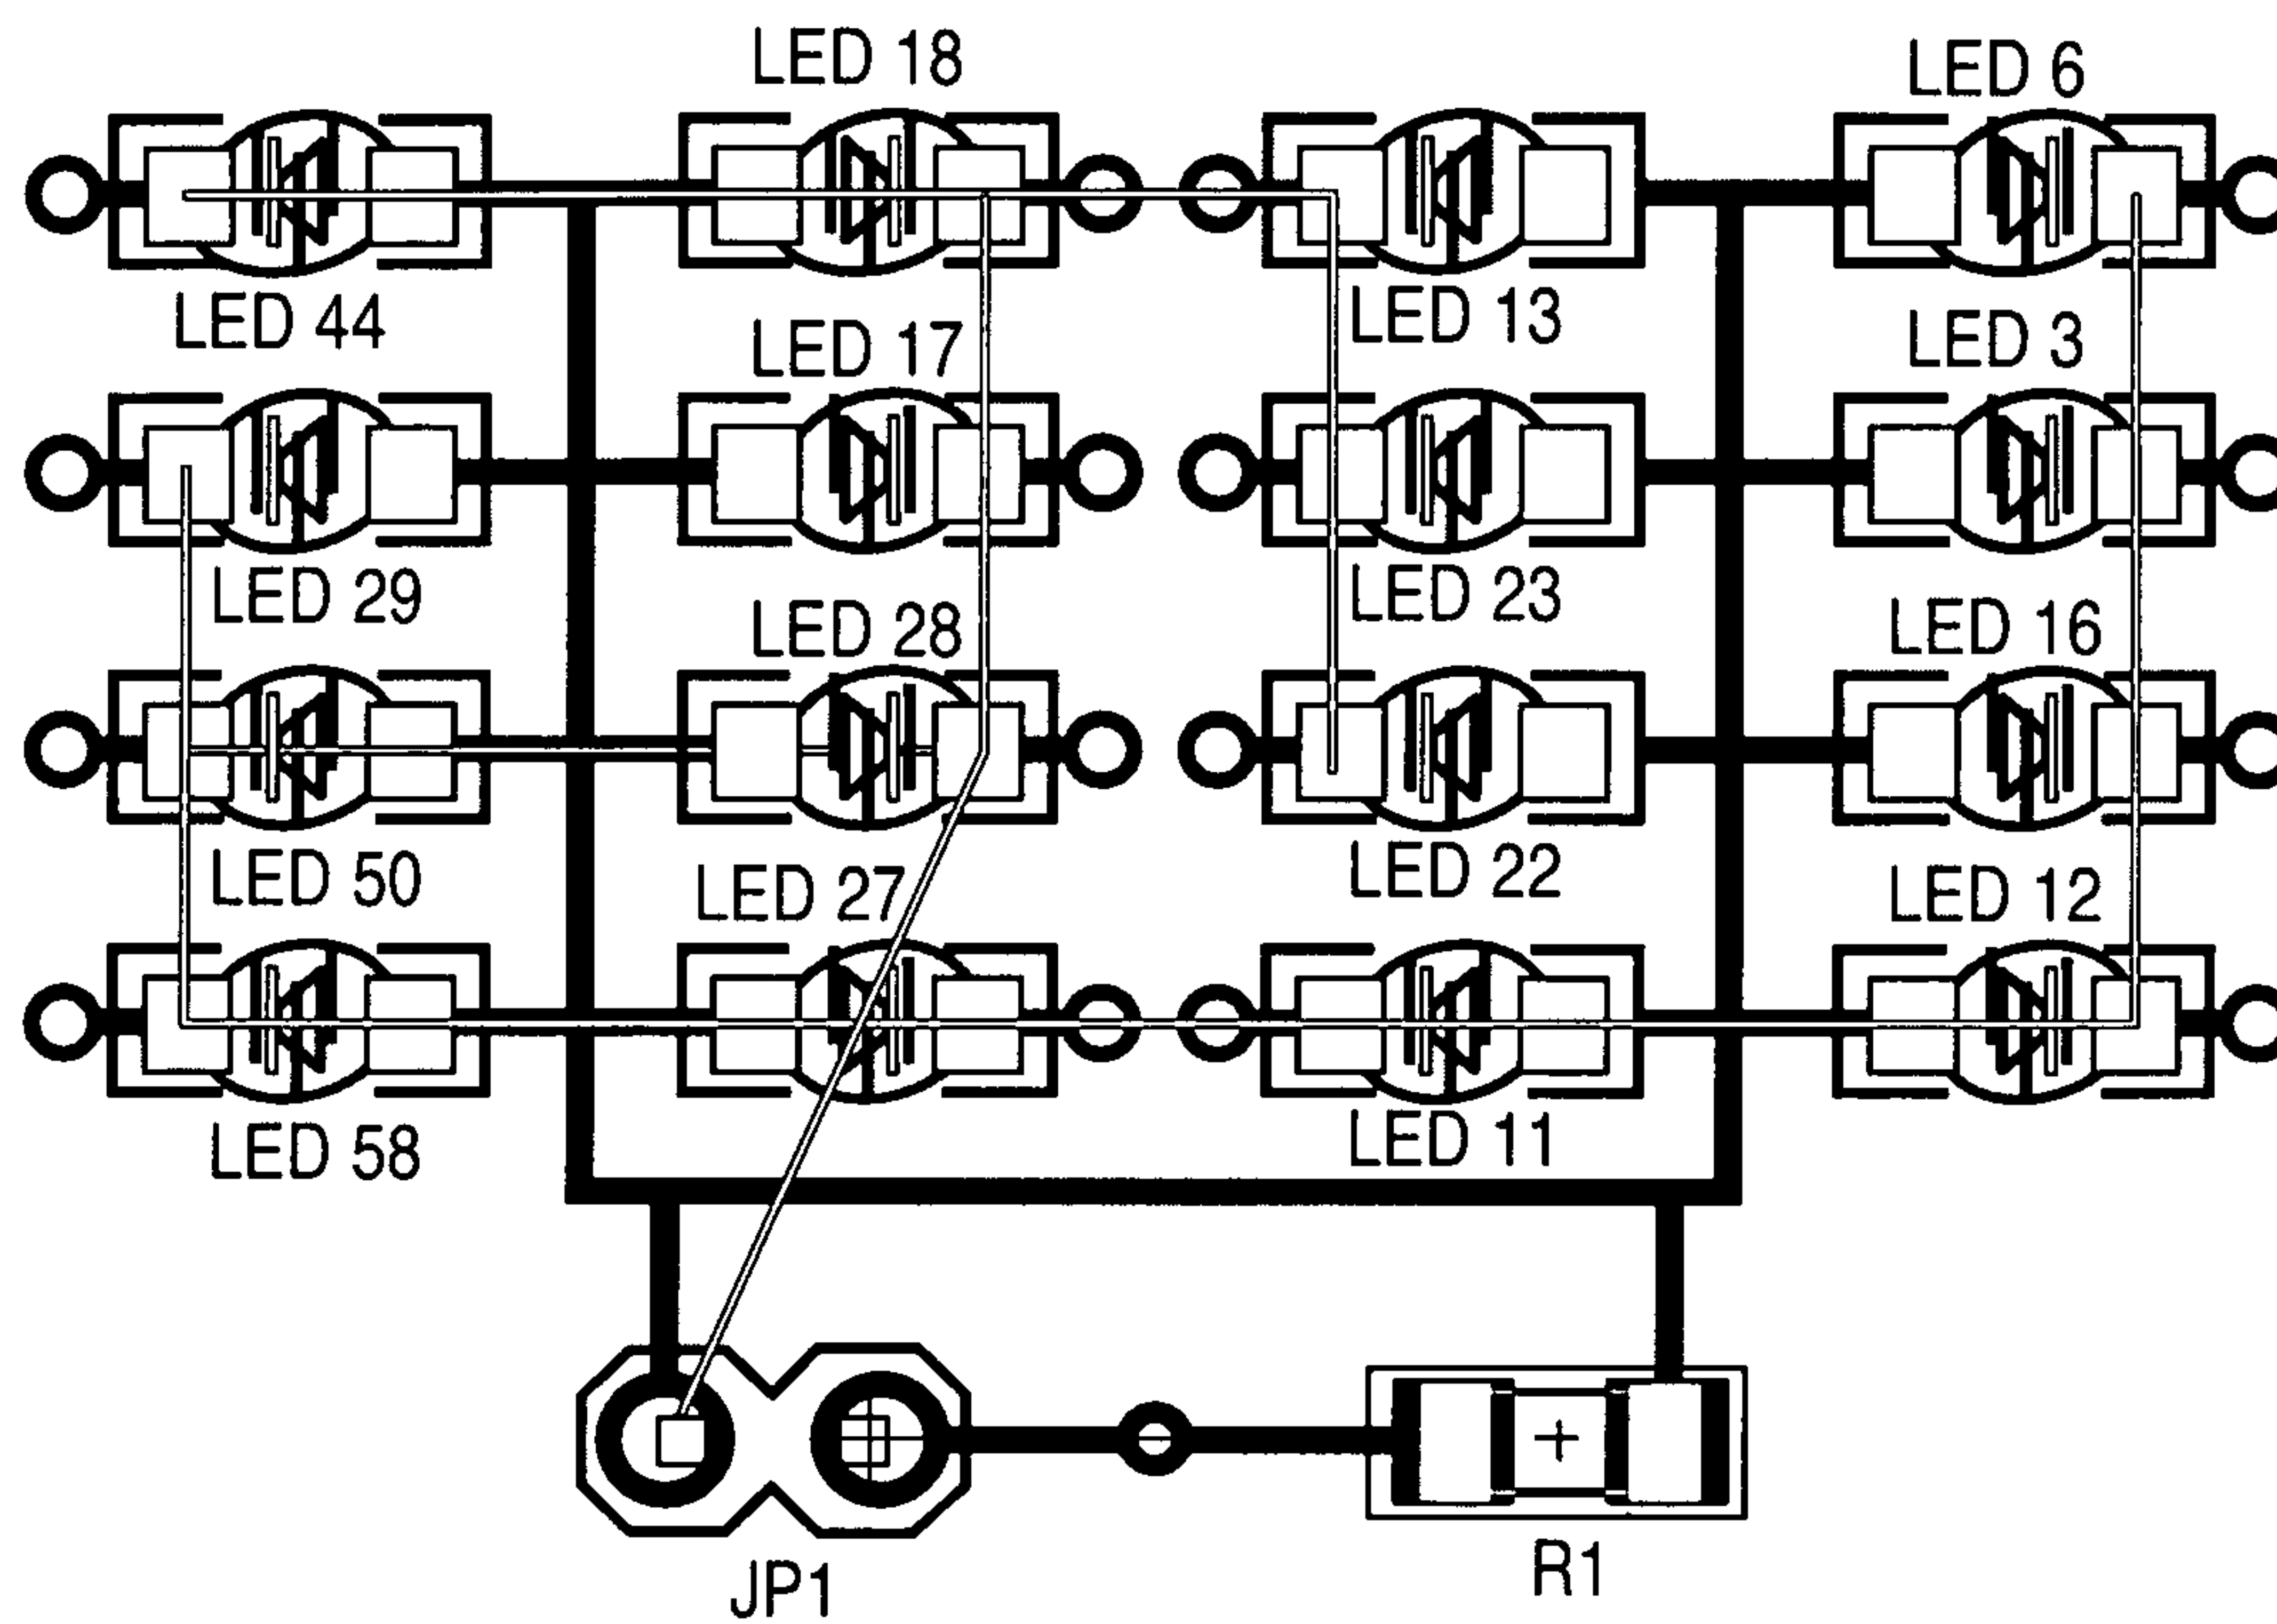 LED 18
LED 6
LED 44
LED 13
LED 17
LED 3
LED 29
LED 23
LED 28
LED 16
LED 50
LED 22
LED 27
LED 12
LED 58
LED 11
JP1
R1